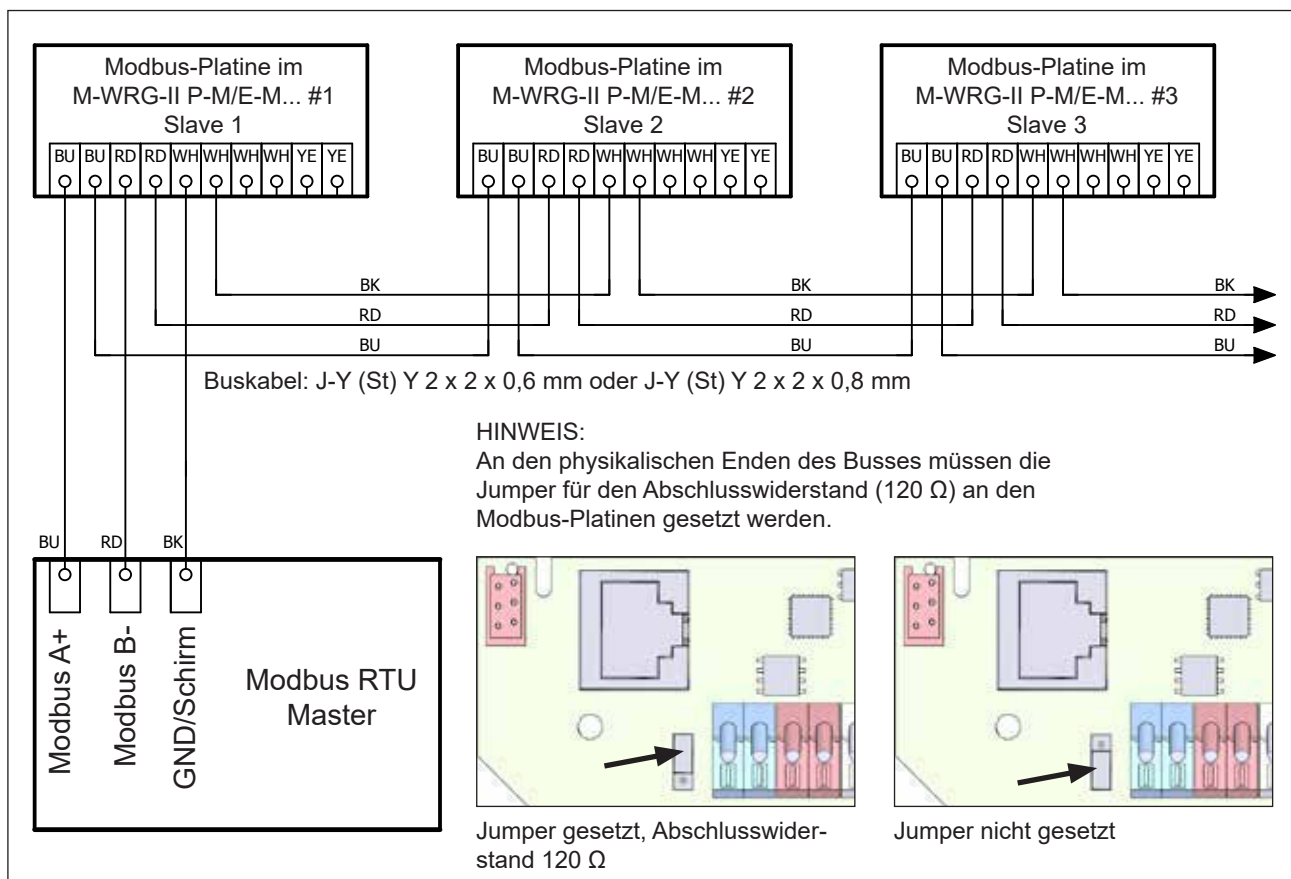 Modbus-Platine im
M-WRG-II P-M/E-M... #1
Slave 1
BU BU RD RD WH WH WH WH YE YE
Modbus-Platine im
M-WRG-II P-M/E-M... #2
Slave 2
BU BU RD RD WH WH WH WH YE YE
Modbus-Platine im
M-WRG-II P-M/E-M... #3
Slave 3
BU BU RD RD WH WH WH WH YE YE
BK BK BK
RD RD RD
BU BU BU
Buskabel: J-Y (St) Y 2 x 2 x 0,6 mm oder J-Y (St) Y 2 x 2 x 0,8 mm
HINWEIS:
An den physikalischen Enden des Busses müssen die
Jumper für den Abschlusswiderstand (120 Ω) an den
Modbus-Platinen gesetzt werden.
BU RD BK
Modbus A+
Modbus B-
GND/Schirm
Modbus RTU
Master
Jumper gesetzt, Abschlusswider-
stand 120 Ω
Jumper nicht gesetzt